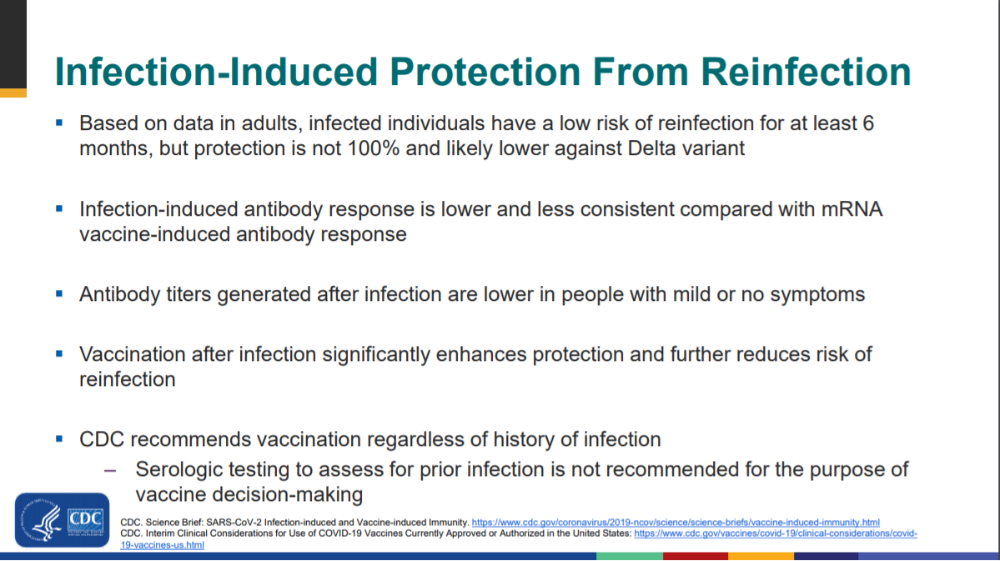 Infection-Induced Protection From Reinfection
▪ Based on data in adults, infected individuals have a low risk of reinfection for at least 6
months, but protection is not 100% and likely lower against Delta variant
▪ Infection-induced antibody response is lower and less consistent compared with mRNA
vaccine-induced antibody response
▪ Antibody titers generated after infection are lower in people with mild or no symptoms
▪ Vaccination after infection significantly enhances protection and further reduces risk of
reinfection
▪ CDC recommends vaccination regardless of history of infection
– Serologic testing to assess for prior infection is not recommended for the purpose of
vaccine decision-making
CDC
CDC. Science Brief: SARS-CoV-2 Infection-induced and Vaccine-induced Immunity. https://www.cdc.gov/coronavirus/2019-ncov/science/science-briefs/vaccine-induced-immunity.html
CDC. Interim Clinical Considerations for Use of COVID-19 Vaccines Currently Approved or Authorized in the United States: https://www.cdc.gov/vaccines/covid-19/clinical-considerations/covid-
19-vaccines-us.html